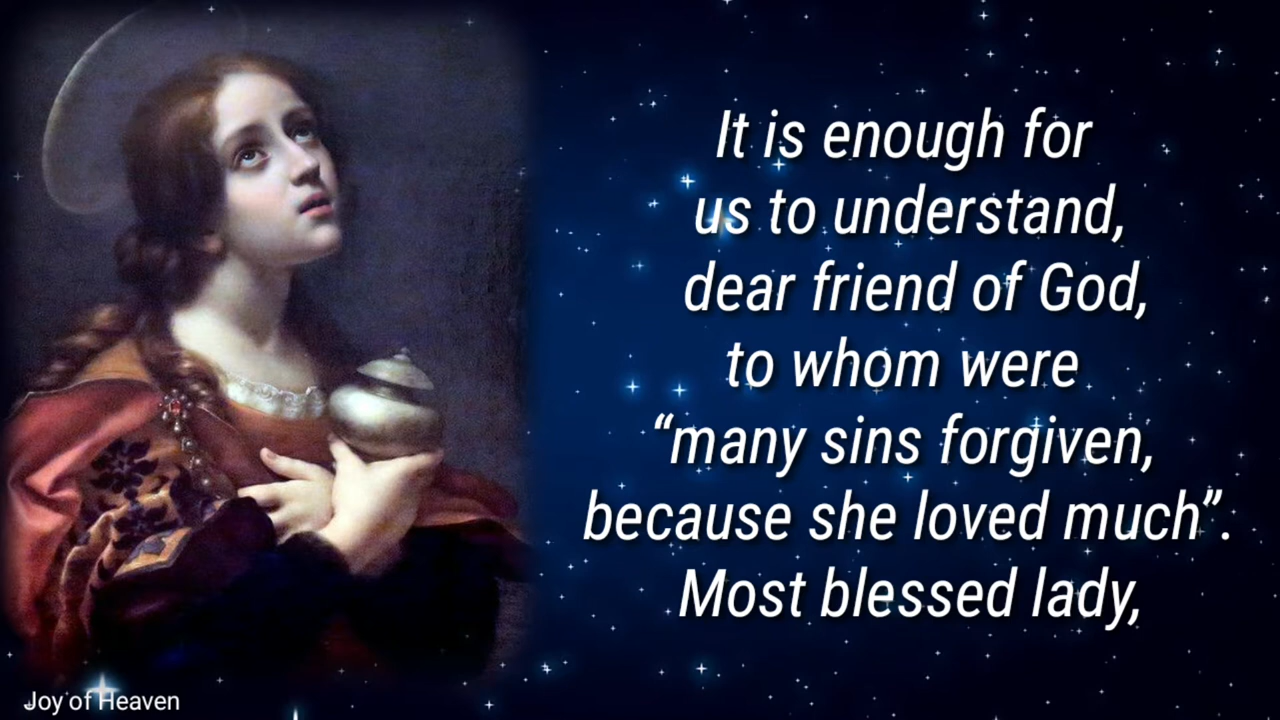 It is enough for
us to understand,
dear friend of God,
to whom were
“many sins forgiven,
because she loved much”.
Most blessed lady,
Joy of Heaven